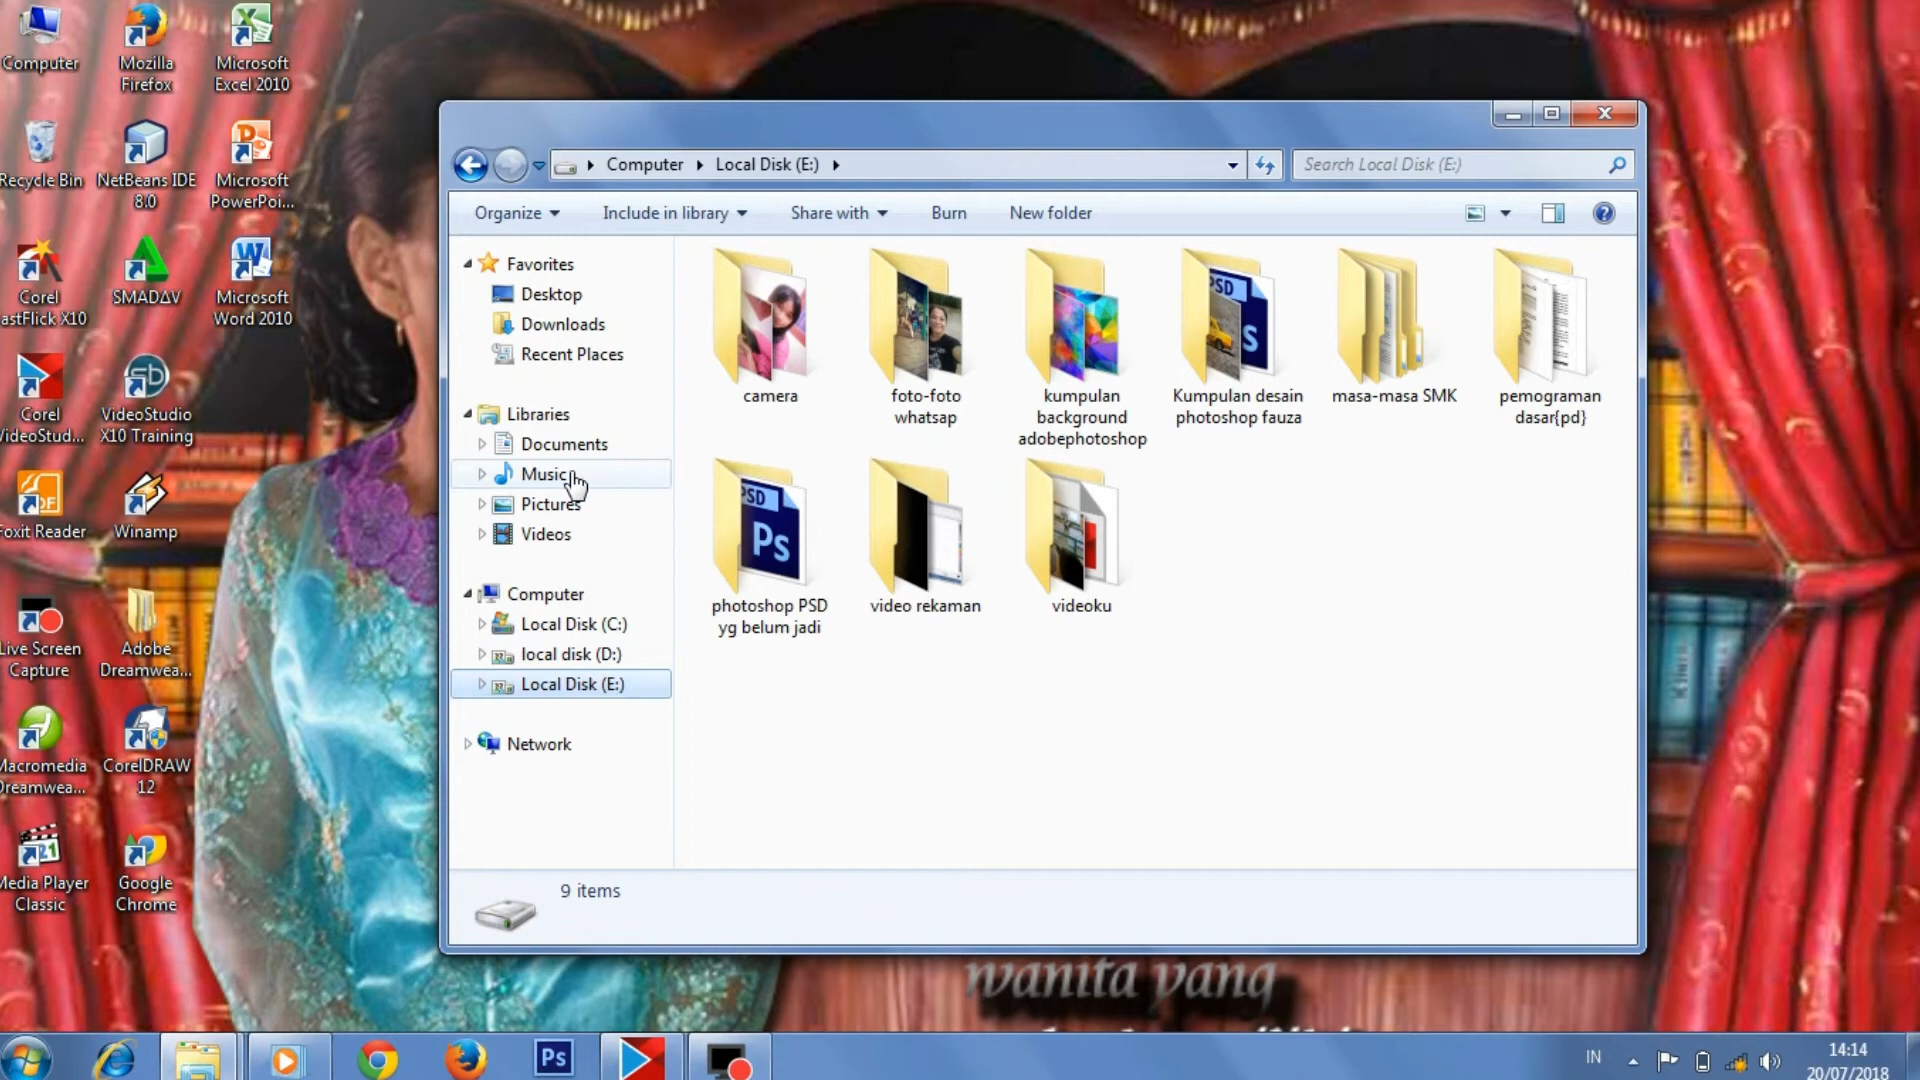 Computer
Mozilla
Firefox
Microsoft
Excel 2010
Recycle Bin
NetBeans IDE
8.0
Microsoft
PowerPoi...
Corel
astFlick X10
SMADΔV
Microsoft
Word 2010
Corel
VideoStud...
VideoStudio
X10 Training
Foxit Reader
Winamp
Live Screen
Capture
Adobe
Dreamwea...
Macromedia
Dreamwea...
CorelDRAW
12
Media Player
Classic
Google
Chrome
Computer
Local Disk (E:)
Search Local Disk (E:)
Organize
Include in library
Share with
Burn
New folder
Favorites
Desktop
Downloads
Recent Places
Libraries
Documents
Music
Pictures
Videos
Computer
Local Disk (C:)
local disk (D:)
Local Disk (E:)
Network
camera
foto-foto
whatsap
kumpulan
background
adobephotoshop
Kumpulan desain
photoshop fauza
masa-masa SMK
pemograman
dasar{pd}
PSD
Ps
photoshop PSD
yg belum jadi
video rekaman
videoku
9 items
wanita yang
Ps
IN
14:14
20/07/2018